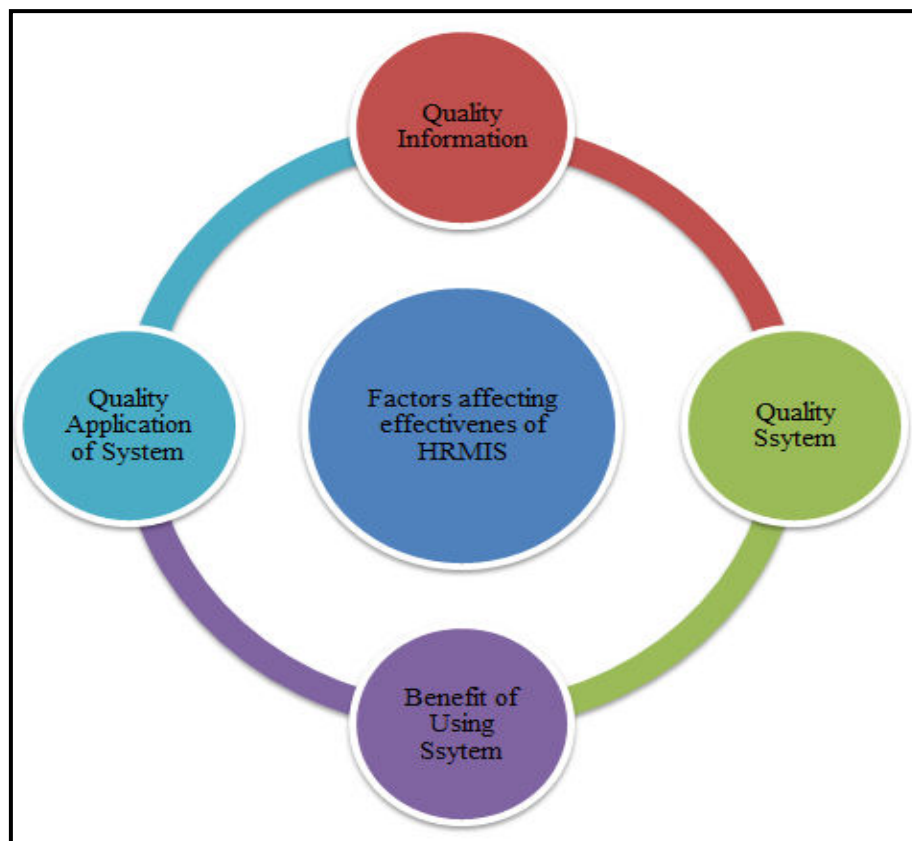 Quality
Information
Quality
Application
of System
Factors affecting
effectivenes of
HRMIS
Quality
Ssytem
Benefit of
Using
Ssytem